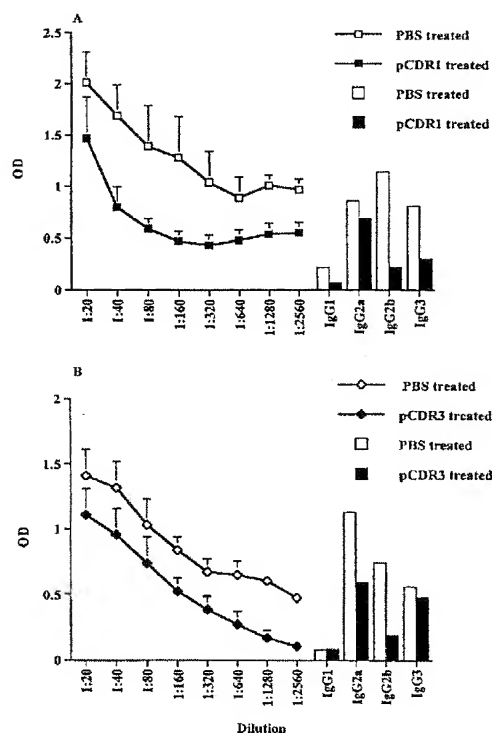 A
PBS treated
pCDR1 treated
PBS treated
pCDR1 treated
2.5
2
1.5
1
0.5
0
OD
1:20
1:40
1:80
1:160
1:320
1:640
1:1280
1:2560
IgG1
IgG2a
IgG2b
IgG3
B
PBS treated
pCDR3 treated
PBS treated
pCDR3 treated
2
1.5
1
0.5
0
OD
1:20
1:40
1:80
1:160
1:320
1:640
1:1280
1:2560
IgG1
IgG2a
IgG2b
IgG3
Dilution